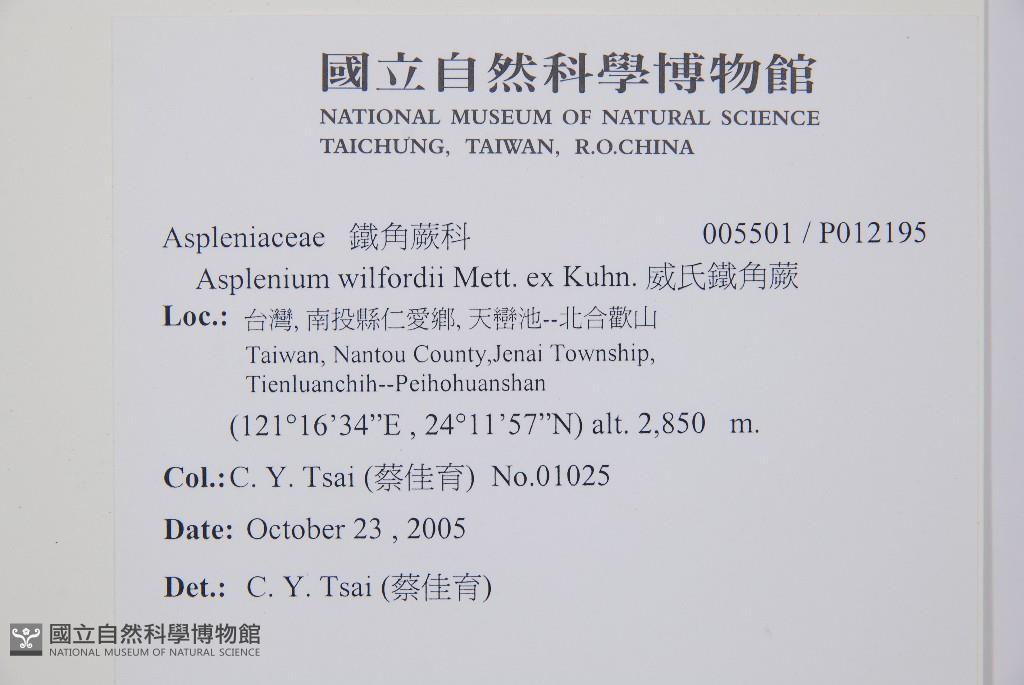 國立自然科學博物館
NATIONAL MUSEUM OF NATURAL SCIENCE
TAICHUNG, TAIWAN, R.O.CHINA
Aspleniaceae 鐵角蕨科 005501 / P012195
Asplenium wilfordii Mett. ex Kuhn. 威氏鐵角蕨
Loc.: 台灣, 南投縣仁愛鄉, 天巒池--北合歡山
Taiwan, Nantou County,Jenai Township,
Tienluanchih--Peihohuanshan
(121°16’34”E , 24°11’57”N) alt. 2,850 m.
Col.: C. Y. Tsai (蔡佳育) No.01025
Date: October 23 , 2005
Det.: C. Y. Tsai (蔡佳育)
國立自然科學博物館
NATIONAL MUSEUM OF NATURAL SCIENCE